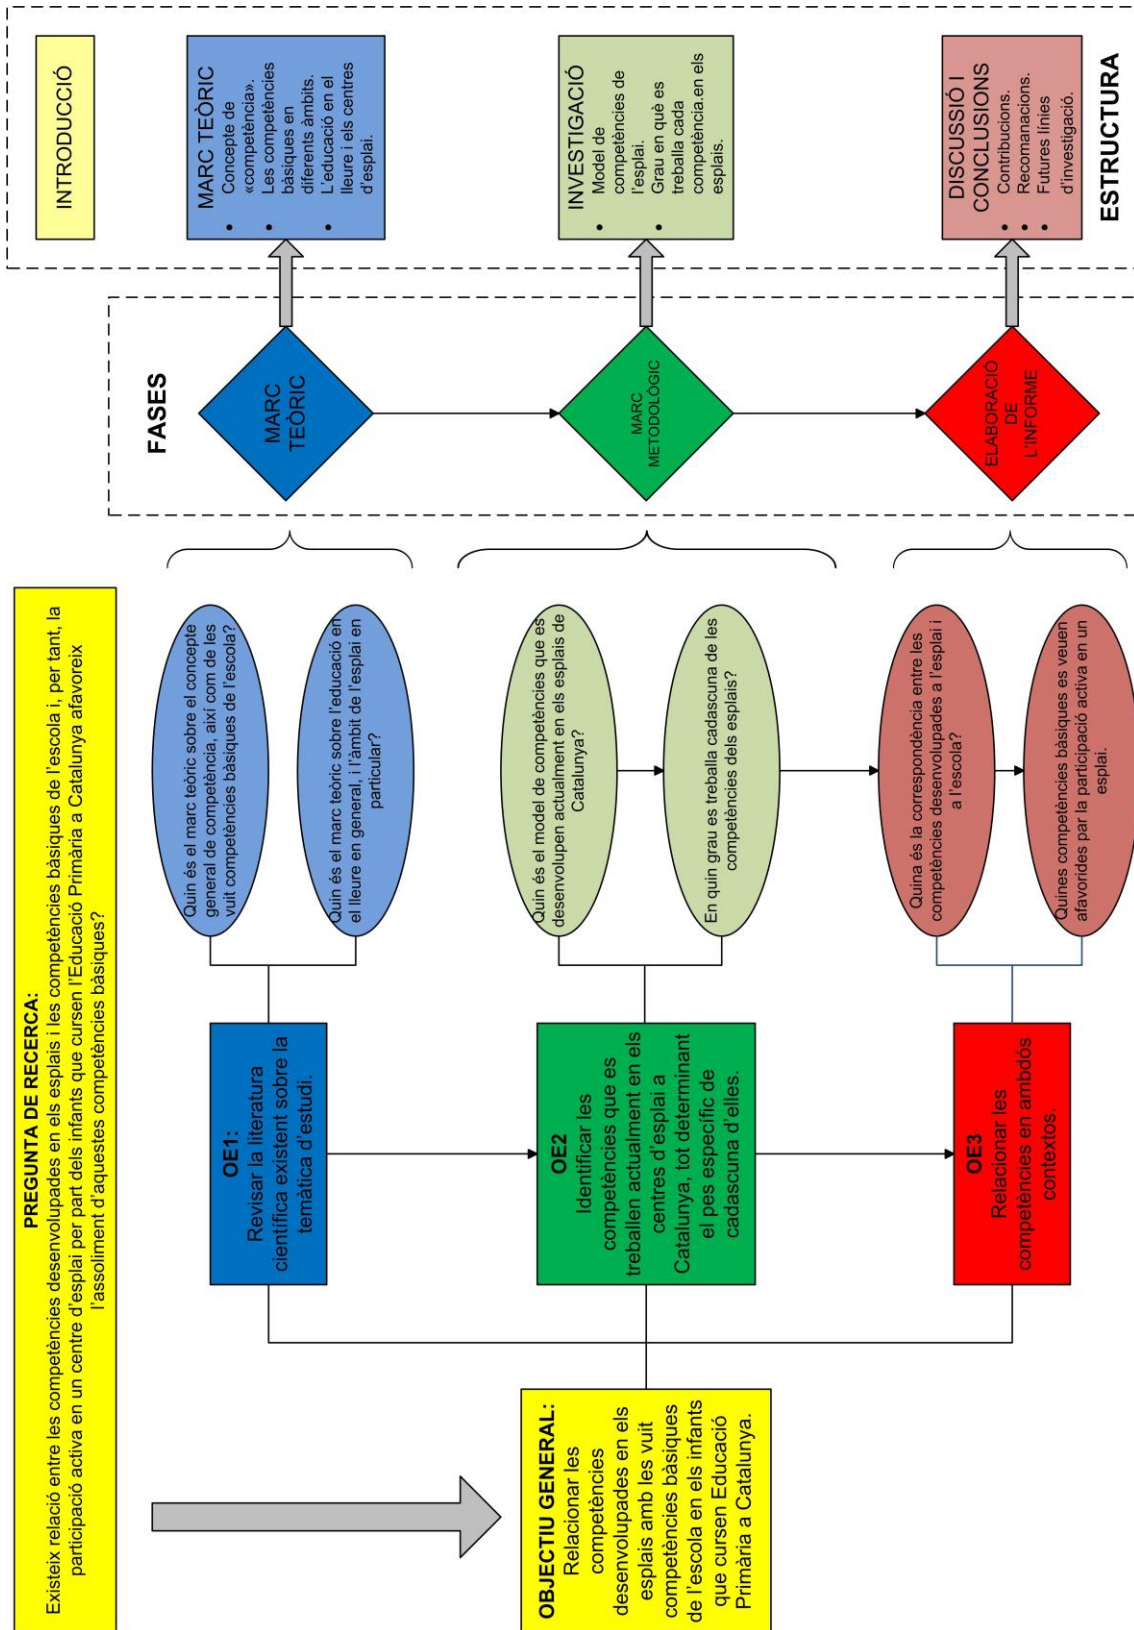 PREGUNTA DE RECERCA:
Existeix relació entre les competències desenvolupades en els esplais i les competències bàsiques de l'escola i, per tant, la
participació activa en un centre d'esplai per part dels infants que cursen l'Educació Primària a Catalunya afavoreix
l'assoliment d'aquestes competències bàsiques?
OBJECTIU GENERAL:
Relacionar les
competències
desenvolupades en els
esplais amb les vuit
competències bàsiques
de l'escola en els infants
que cursen Educació
Primària a Catalunya.
OE1:
Revisar la literatura
científica existent sobre la
temàtica d'estudi.
OE2
Identificar les
competències que es
treballen actualment en els
centres d'esplai a
Catalunya, tot determinant
el pes específic de
cadascuna d'elles.
OE3
Relacionar les
competències en ambdós
contextos.
Quin és el marc teòric sobre el concepte
general de competència, així com de les
vuit competències bàsiques de l'escola?
Quin és el marc teòric sobre l'educació en
el lleure en general, i l'àmbit de l'esplai en
particular?
Quin és el model de competències que es
desenvolupen actualment en els esplais de
Catalunya?
En quin grau es treballa cadascuna de les
competències dels esplais?
Quina és la correspondència entre les
competències desenvolupades a l'esplai i
a l'escola?
Quines competències bàsiques es veuen
afavorides par la participació activa en un
esplai.
FASES
MARC
TEÒRIC
MARC
METODOLÒGIC
ELABORACIÓ
DE
L'INFORME
INTRODUCCIÓ
MARC TEÒRIC
• Concepte de
«competència».
• Les competències
bàsiques en
diferents àmbits.
• L'educació en el
lleure i els centres
d'esplai.
INVESTIGACIÓ
• Model de
competències de
l'esplai.
• Grau en què es
treballa cada
competència.en els
esplais.
DISCUSSIÓ I
CONCLUSIONS
• Contribucions.
• Recomanacions.
• Futures línies
d'investigació.
ESTRUCTURA